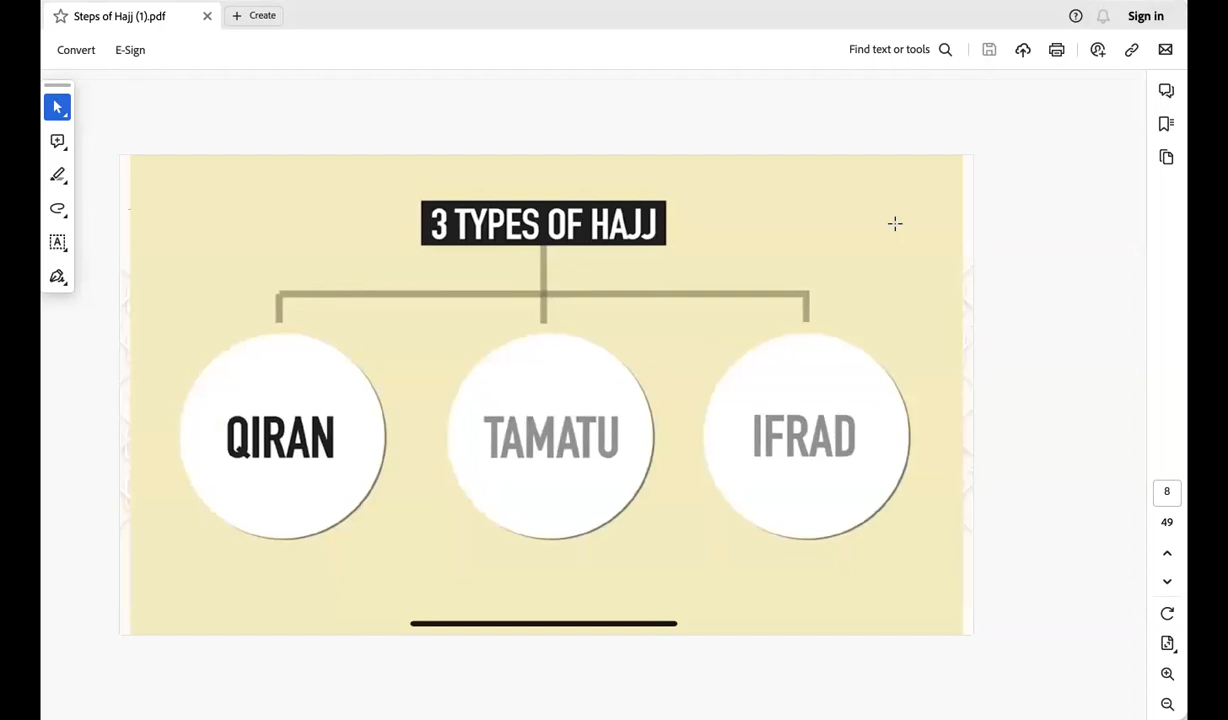 Steps of Hajj (1).pdf
Create
Sign in
Convert
E-Sign
Find text or tools
3 TYPES OF HAJJ
QIRAN
TAMATU
IFRAD
8
49